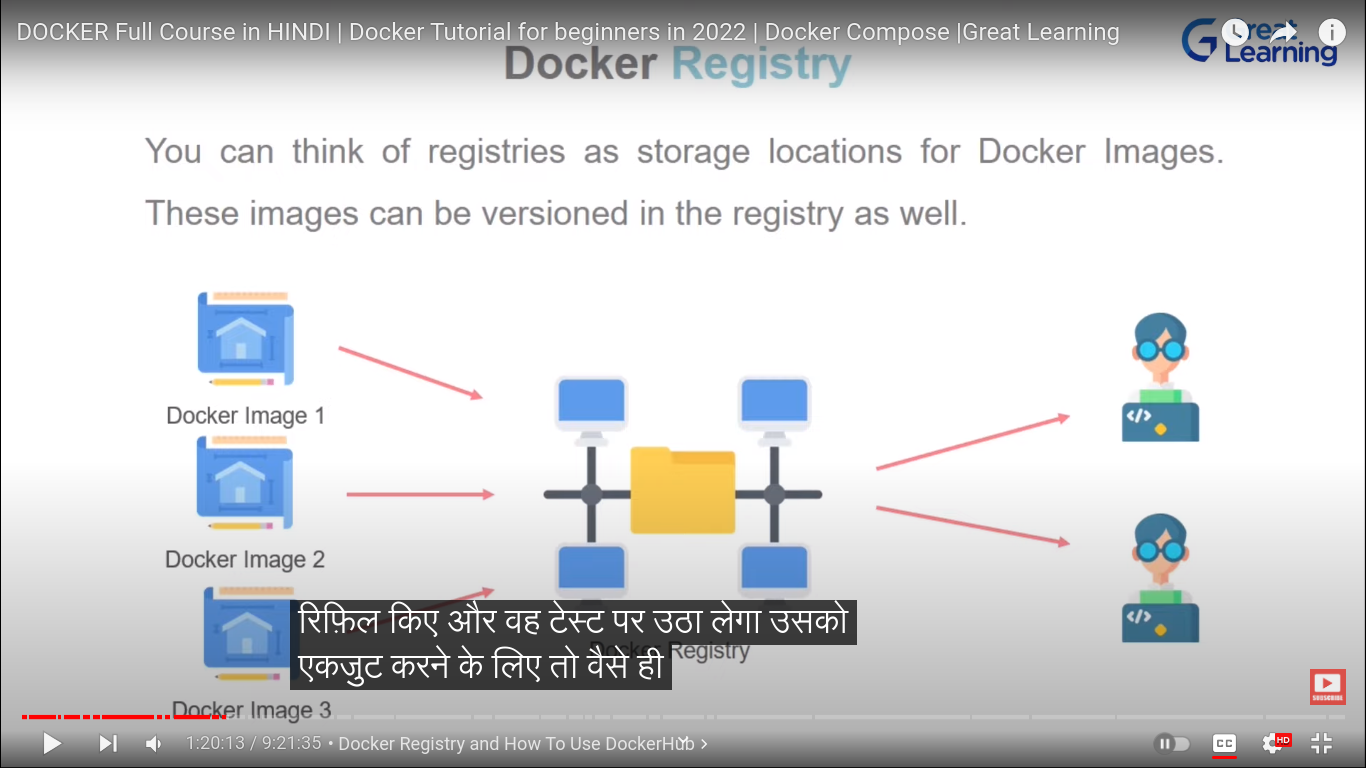 DOCKER Full Course in HINDI | Docker Tutorial for beginners in 2022 | Docker Compose |Great Learning
Great
Learning
Docker Registry
You can think of registries as storage locations for Docker Images.
These images can be versioned in the registry as well.
Docker Image 1
Docker Image 2
</>
</>
रिफ़िल किए और वह टेस्ट पर उठा लेगा उसको
एकजुट करने के लिए तो वैसे ही
Docker Registry
SUBSCRIBE
Docker Image 3
1:20:13 / 9:21:35 • Docker Registry and How To Use DockerHub >
CC
HD